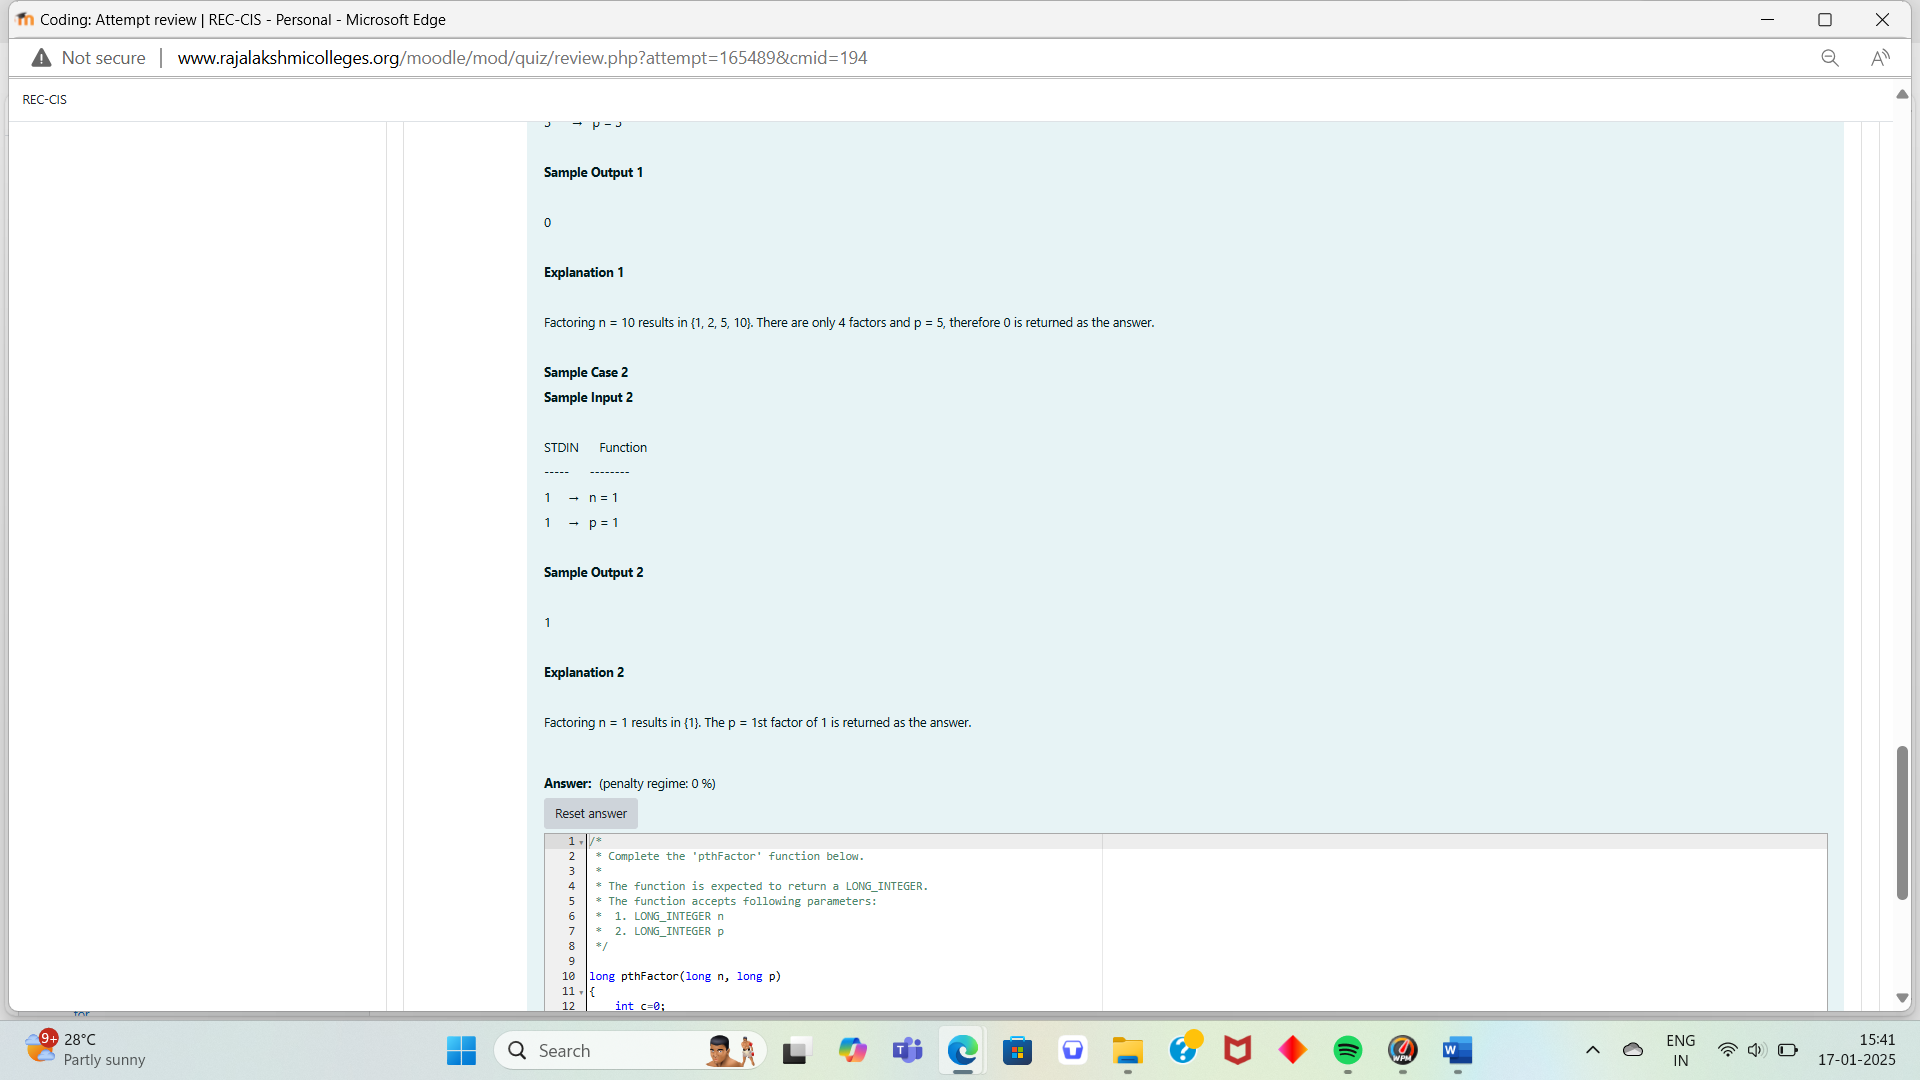 Coding: Attempt review | REC-CIS - Personal - Microsoft Edge
Not secure | www.rajalakshmicolleges.org/moodle/mod/quiz/review.php?attempt=165489&cmid=194
REC-CIS
5 → p = 5
Sample Output 1
0
Explanation 1
Factoring n = 10 results in {1, 2, 5, 10}. There are only 4 factors and p = 5, therefore 0 is returned as the answer.
Sample Case 2
Sample Input 2
STDIN Function
----- --------
1 → n = 1
1 → p = 1
Sample Output 2
1
Explanation 2
Factoring n = 1 results in {1}. The p = 1st factor of 1 is returned as the answer.
Answer: (penalty regime: 0 %)
Reset answer
1 /*
2 * Complete the 'pthFactor' function below.
3 *
4 * The function is expected to return a LONG_INTEGER.
5 * The function accepts following parameters:
6 * 1. LONG_INTEGER n
7 * 2. LONG_INTEGER p
8 */
9
10 long pthFactor(long n, long p)
11 {
12 int c=0;
for
9+
28°C
Partly sunny
Search
WPM
ENG
IN
15:41
17-01-2025